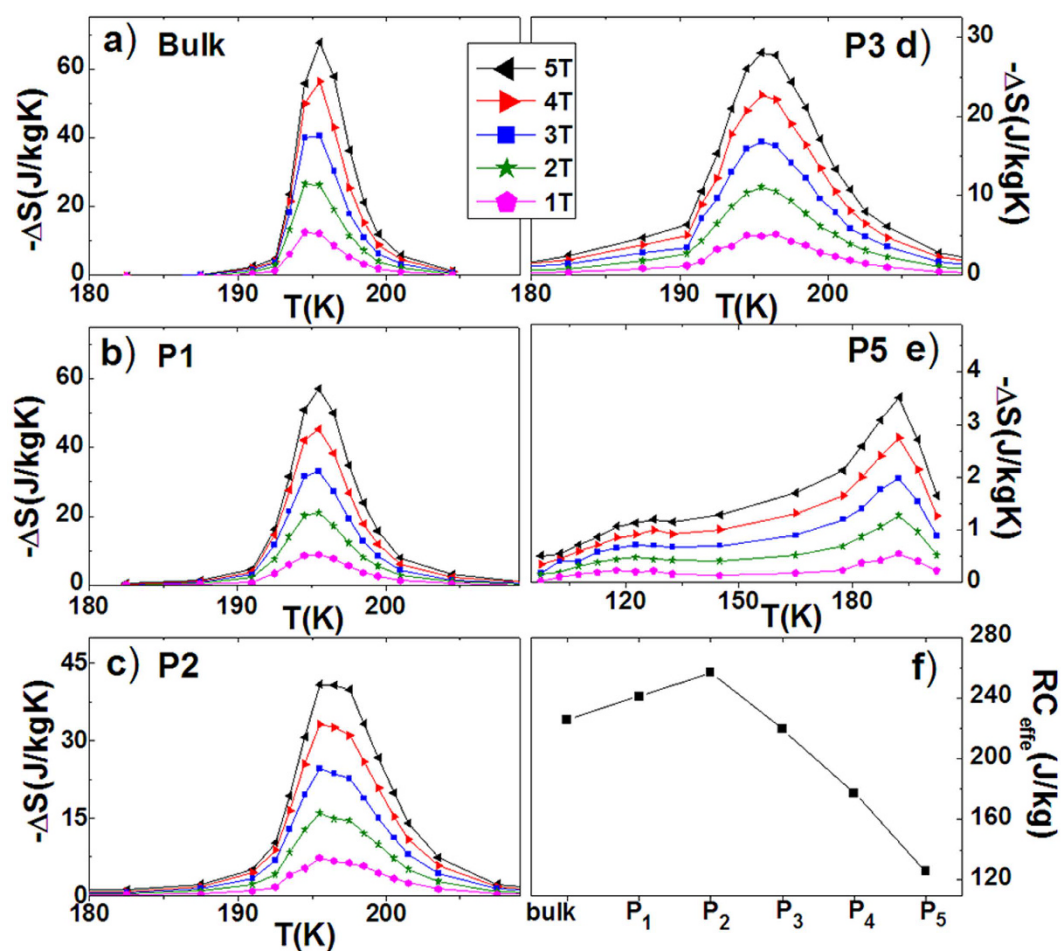 a) Bulk
-ΔS(J/kgK)
60
40
20
0
180 190 200
T(K)
5T
4T
3T
2T
1T
P3 d)
-ΔS(J/kgK)
30
20
10
0
190 200
T(K)
b) P1
-ΔS(J/kgK)
60
40
20
0
180 190 200
T(K)
P5 e)
-ΔS(J/kgK)
4
3
2
1
0
120 150 180
T(K)
c) P2
-ΔS(J/kgK)
45
30
15
0
180 190 200
T(K)
f)
RC effe (J/kg)
280
240
200
160
120
bulk P1 P2 P3 P4 P5